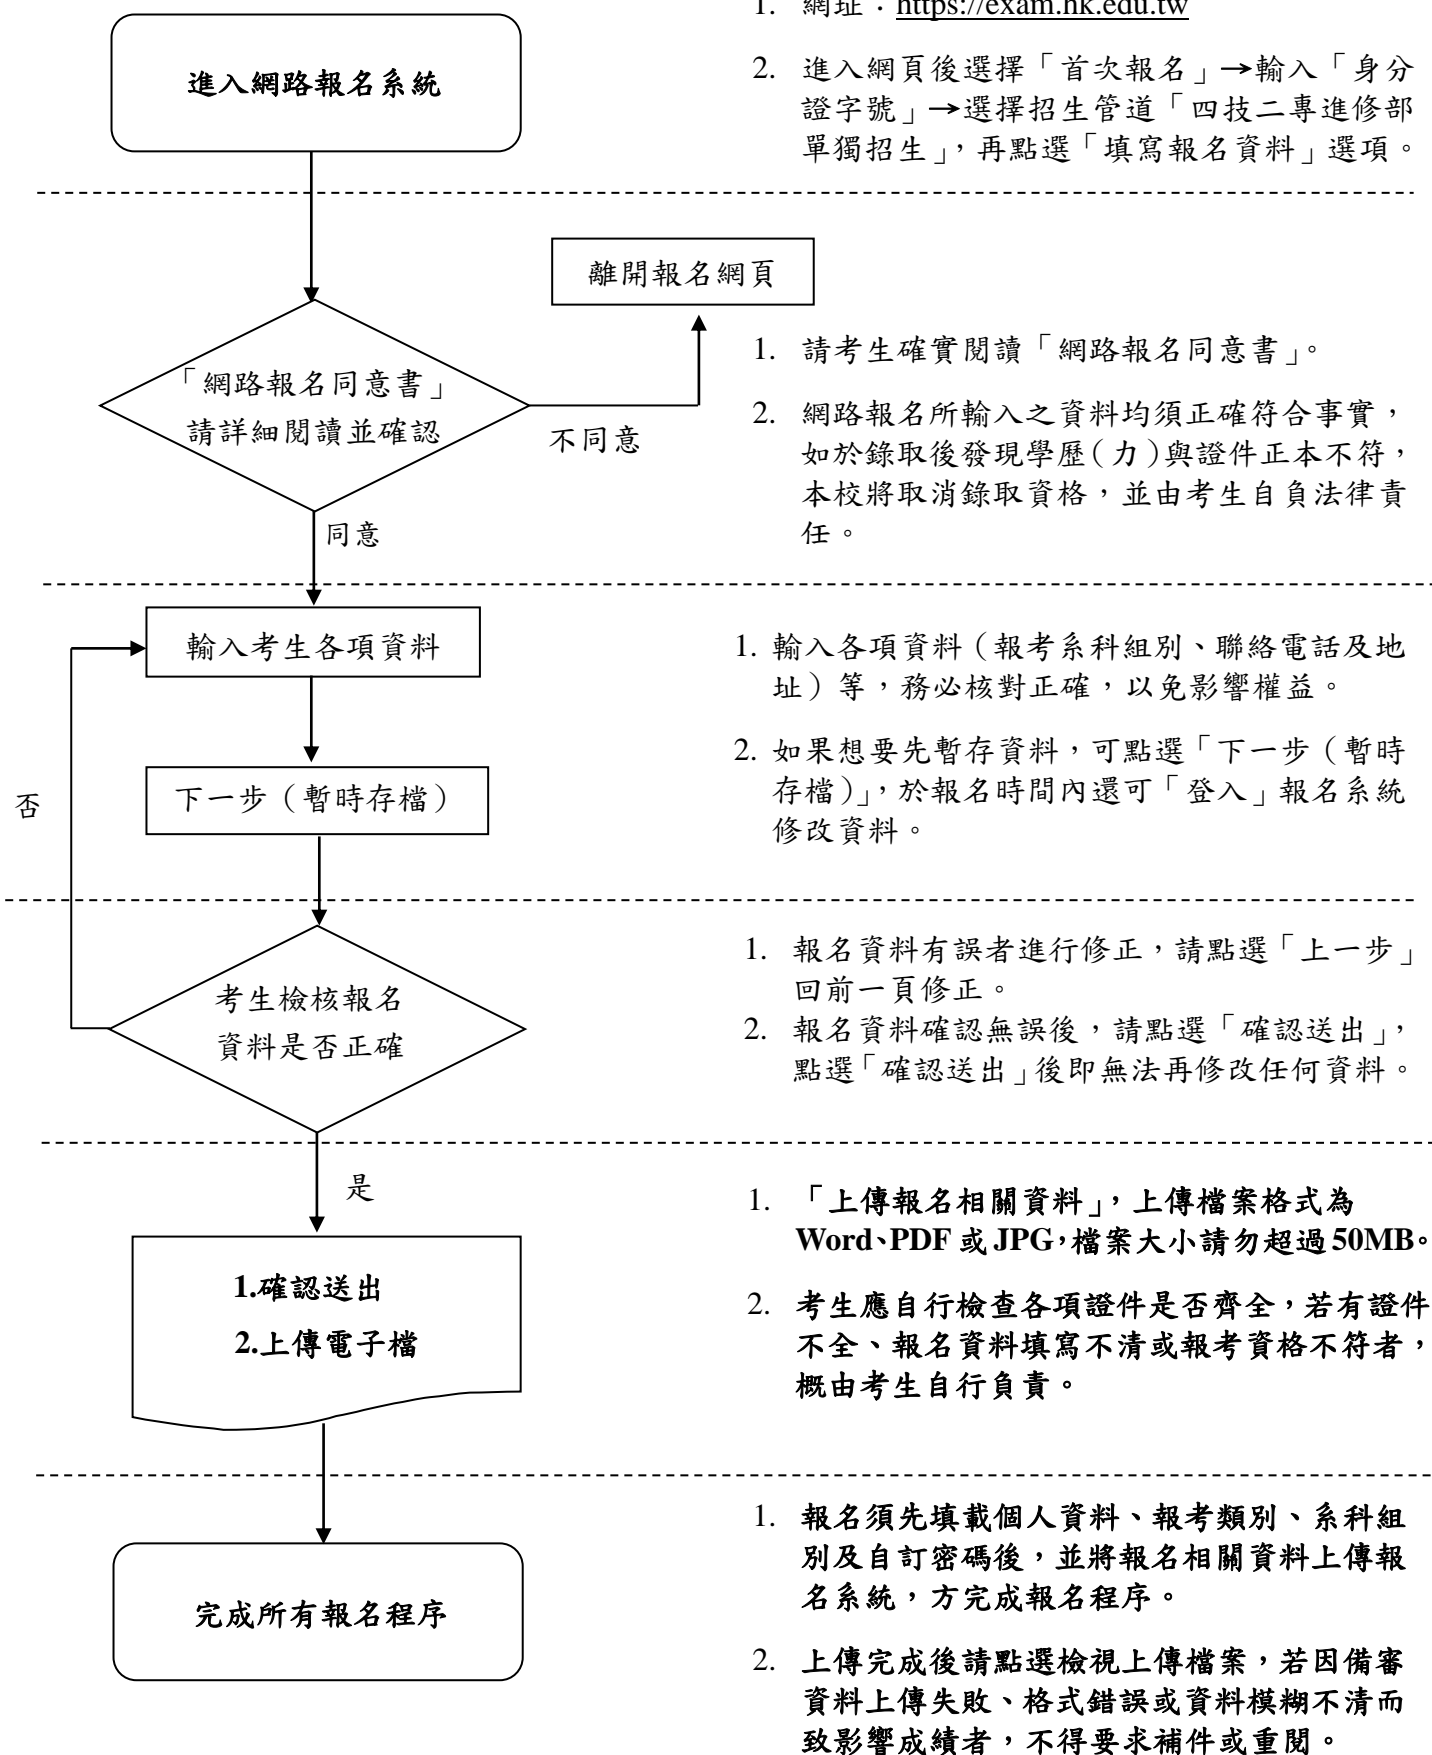 1. 網址：https://exam.hk.edu.tw
進入網路報名系統
2. 進入網頁後選擇「首次報名」→輸入「身分
證字號」→選擇招生管道「四技二專進修部
單獨招生」，再點選「填寫報名資料」選項。
離開報名網頁
「網路報名同意書」
請詳細閱讀並確認
不同意
同意
1. 請考生確實閱讀「網路報名同意書」。
2. 網路報名所輸入之資料均須正確符合事實，
如於錄取後發現學歷(力)與證件正本不符，
本校將取消錄取資格，並由考生自負法律責
任。
輸入考生各項資料
下一步（暫時存檔）
否
1. 輸入各項資料（報考系科組別、聯絡電話及地
址）等，務必核對正確，以免影響權益。
2. 如果想要先暫存資料，可點選「下一步（暫時
存檔）」，於報名時間內還可「登入」報名系統
修改資料。
考生檢核報名
資料是否正確
1. 報名資料有誤者進行修正，請點選「上一步」
回前一頁修正。
2. 報名資料確認無誤後，請點選「確認送出」，
點選「確認送出」後即無法再修改任何資料。
是
1.確認送出
2.上傳電子檔
1. 「上傳報名相關資料」，上傳檔案格式為
Word、PDF 或 JPG，檔案大小請勿超過 50MB。
2. 考生應自行檢查各項證件是否齊全，若有證件
不全、報名資料填寫不清或報考資格不符者，
概由考生自行負責。
完成所有報名程序
1. 報名須先填載個人資料、報考類別、系科組
別及自訂密碼後，並將報名相關資料上傳報
名系統，方完成報名程序。
2. 上傳完成後請點選檢視上傳檔案，若因備審
資料上傳失敗、格式錯誤或資料模糊不清而
致影響成績者，不得要求補件或重閱。